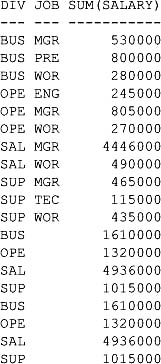 DIV JOB SUM(SALARY)
--- --- -----------
BUS MGR      530000
BUS PRE      800000
BUS WOR      280000
OPE ENG      245000
OPE MGR      805000
OPE WOR      270000
SAL MGR     4446000
SAL WOR      490000
SUP MGR      465000
SUP TEC      115000
SUP WOR      435000
BUS         1610000
OPE         1320000
SAL         4936000
SUP         1015000
BUS         1610000
OPE         1320000
SAL         4936000
SUP         1015000